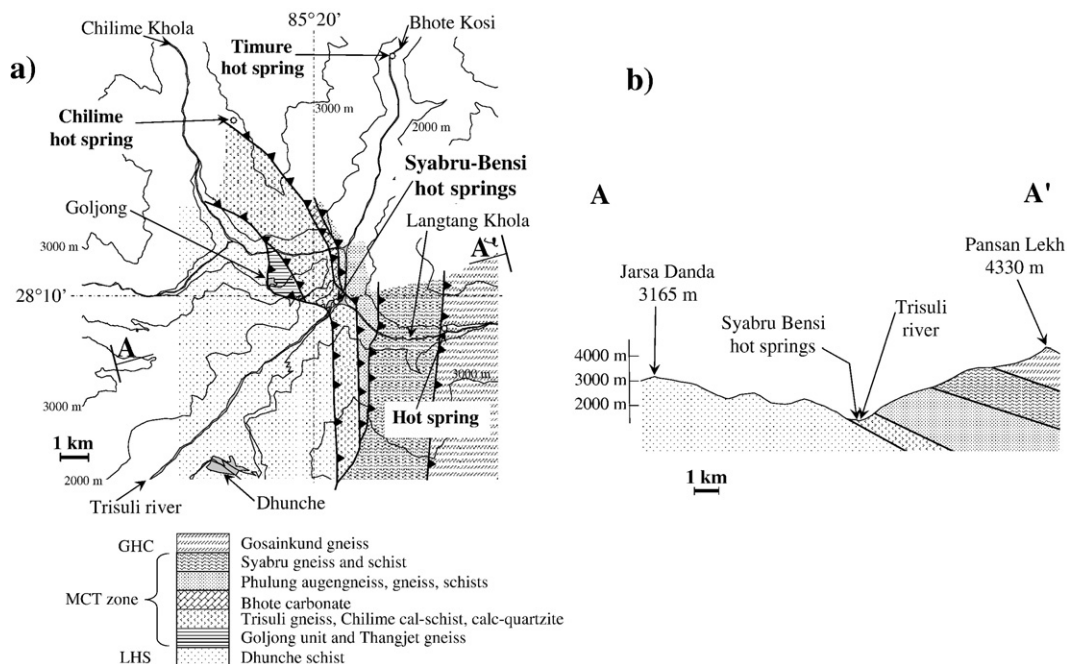 a)
Chilime Khola
85°20'
Bhote Kosi
Timure
hot spring
3000 m
2000 m
Chilime
hot spring
Syabru-Bensi
hot springs
Goljong
Langtang Khola
3000 m
A'
28°10'
A
3000 m
3000 m
Hot spring
1 km
2000 m
Trisuli river
Dhunche
b)
A
A'
Pansan Lekh
4330 m
Jarsa Danda
3165 m
Trisuli
river
Syabru Bensi
hot springs
4000 m
3000 m
2000 m
1 km
GHC
Gosainkund gneiss
Syabru gneiss and schist
Phulung augengneiss, gneiss, schists
MCT zone
Bhote carbonate
Trisuli gneiss, Chilime cal-schist, calc-quartzite
Goljong unit and Thangjet gneiss
LHS
Dhunche schist